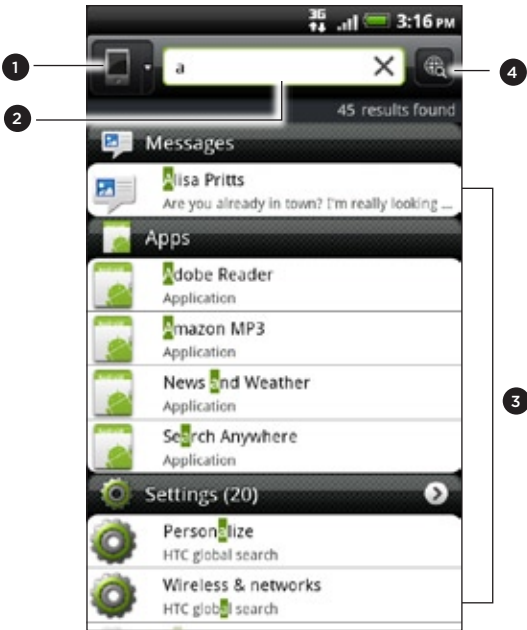 3G 3:16 PM
1
a
4
2
45 results found
Messages
Alisa Pritts
Are you already in town? I'm really looking ...
Apps
Adobe Reader
Application
Amazon MP3
Application
News and Weather
Application
3
Search Anywhere
Application
Settings (20)
Personalize
HTC global search
Wireless & networks
HTC global search